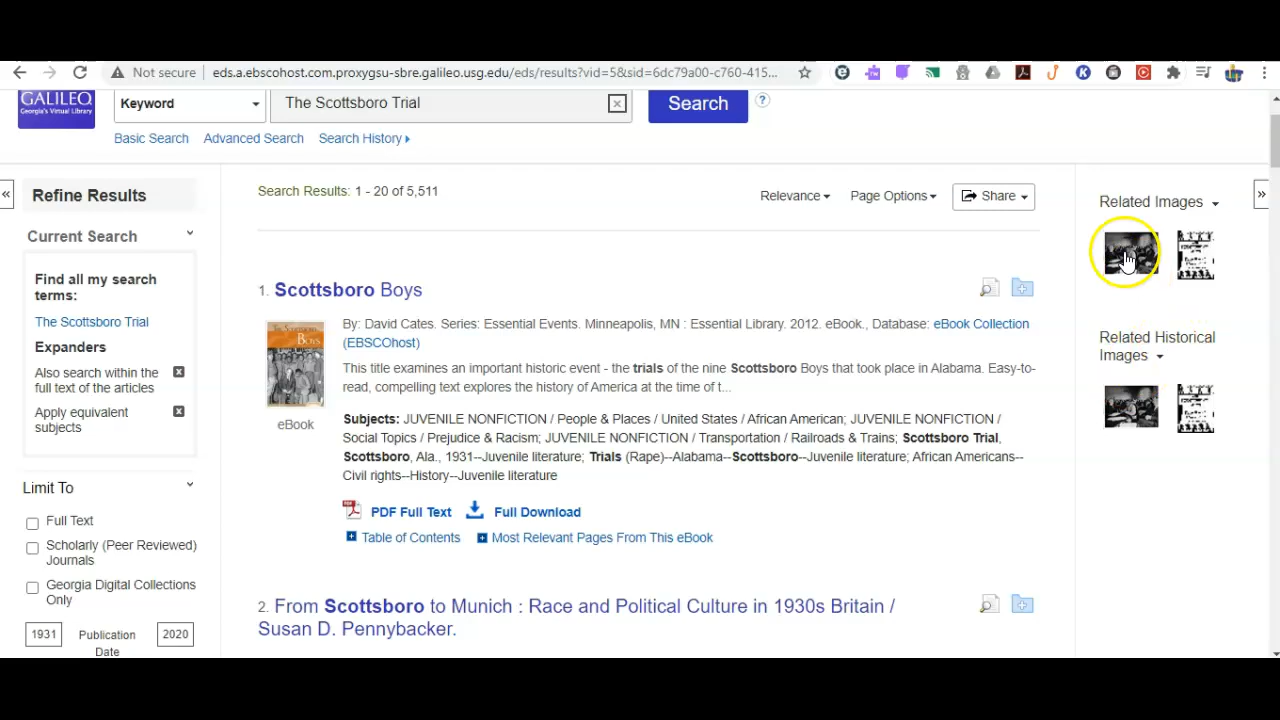 Not secure
eds.a.ebscohost.com.proxygsu-sbre.galileo.usg.edu/eds/results?vid=5&sid=6dc79a00-c760-415...
GALILEO
Georgia's Virtual Library
Keyword
The Scottsboro Trial
Search
?
Basic Search
Advanced Search
Search History
Refine Results
Current Search
Find all my search
terms:
The Scottsboro Trial
Expanders
Also search within the
full text of the articles
Apply equivalent
subjects
Limit To
Full Text
Scholarly (Peer Reviewed)
Journals
Georgia Digital Collections
Only
1931
Publication
Date
2020
Search Results: 1 - 20 of 5,511
Relevance
Page Options
Share
1. Scottsboro Boys
eBook
By: David Cates. Series: Essential Events. Minneapolis, MN : Essential Library. 2012. eBook., Database: eBook Collection
(EBSCOhost)
This title examines an important historic event - the trials of the nine Scottsboro Boys that took place in Alabama. Easy-to-
read, compelling text explores the history of America at the time of t...
Subjects: JUVENILE NONFICTION / People & Places / United States / African American; JUVENILE NONFICTION /
Social Topics / Prejudice & Racism; JUVENILE NONFICTION / Transportation / Railroads & Trains; Scottsboro Trial,
Scottsboro, Ala., 1931--Juvenile literature; Trials (Rape)--Alabama--Scottsboro--Juvenile literature; African Americans--
Civil rights--History--Juvenile literature
PDF Full Text
Full Download
Table of Contents
Most Relevant Pages From This eBook
2. From Scottsboro to Munich : Race and Political Culture in 1930s Britain /
Susan D. Pennybacker.
Related Images
Related Historical
Images